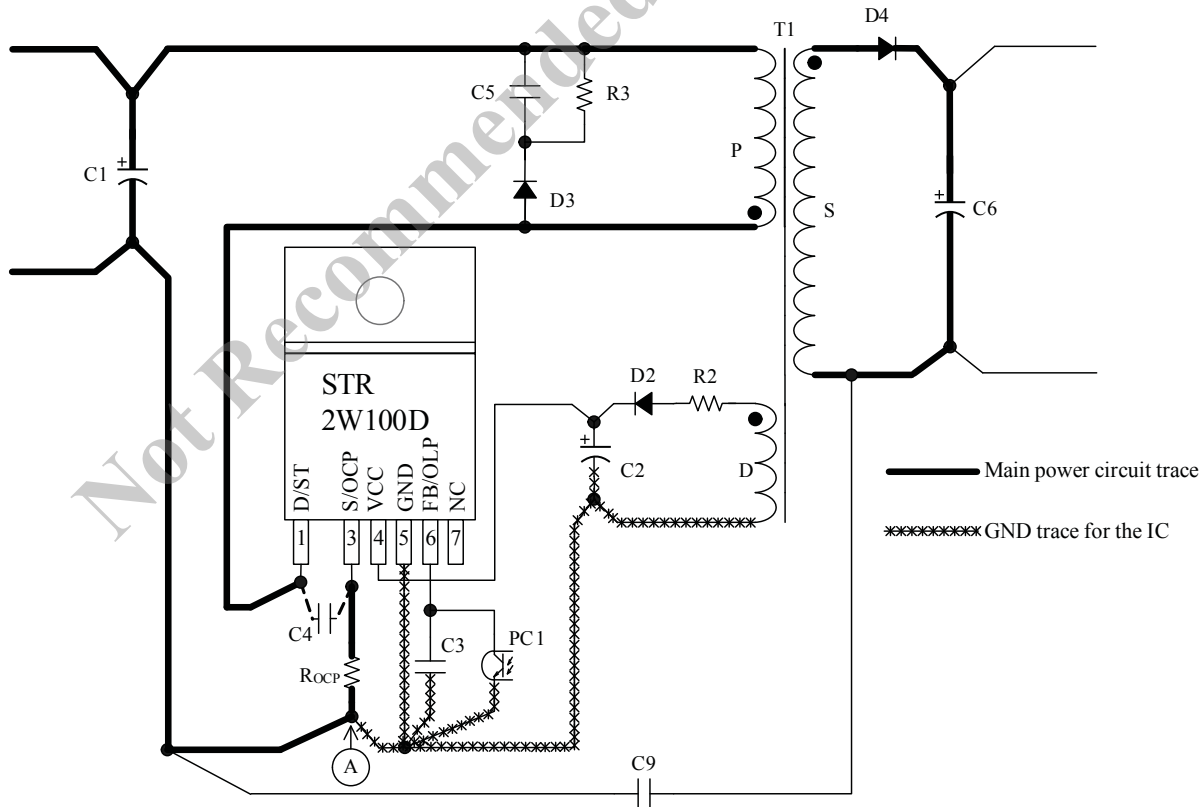 T1
D4
C5
R3
P
D3
C1
+
S
+
C6
Not Recommended
STR
2W100D
D/ST
S/OCP
VCC
GND
FB/OLP
NC
1
3
4
5
6
7
D2
R2
+
C2
D
Main power circuit trace
GND trace for the IC
C4
C3
PC1
ROCP
A
C9